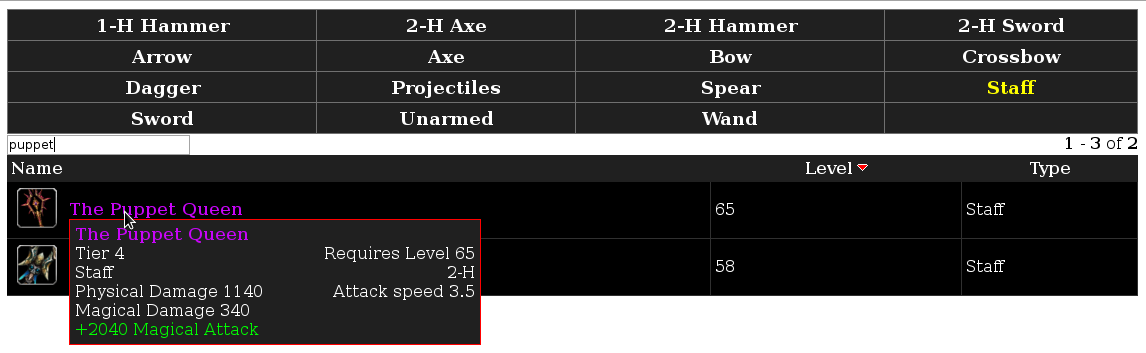 1-H Hammer 2-H Axe 2-H Hammer 2-H Sword
Arrow Axe Bow Crossbow
Dagger Projectiles Spear Staff
Sword Unarmed Wand
puppet 1 - 3 of 2
Name Level Type
The Puppet Queen 65 Staff
The Puppet Queen
Tier 4 Requires Level 65
Staff 2-H
58 Staff
Physical Damage 1140 Attack speed 3.5
Magical Damage 340
+2040 Magical Attack